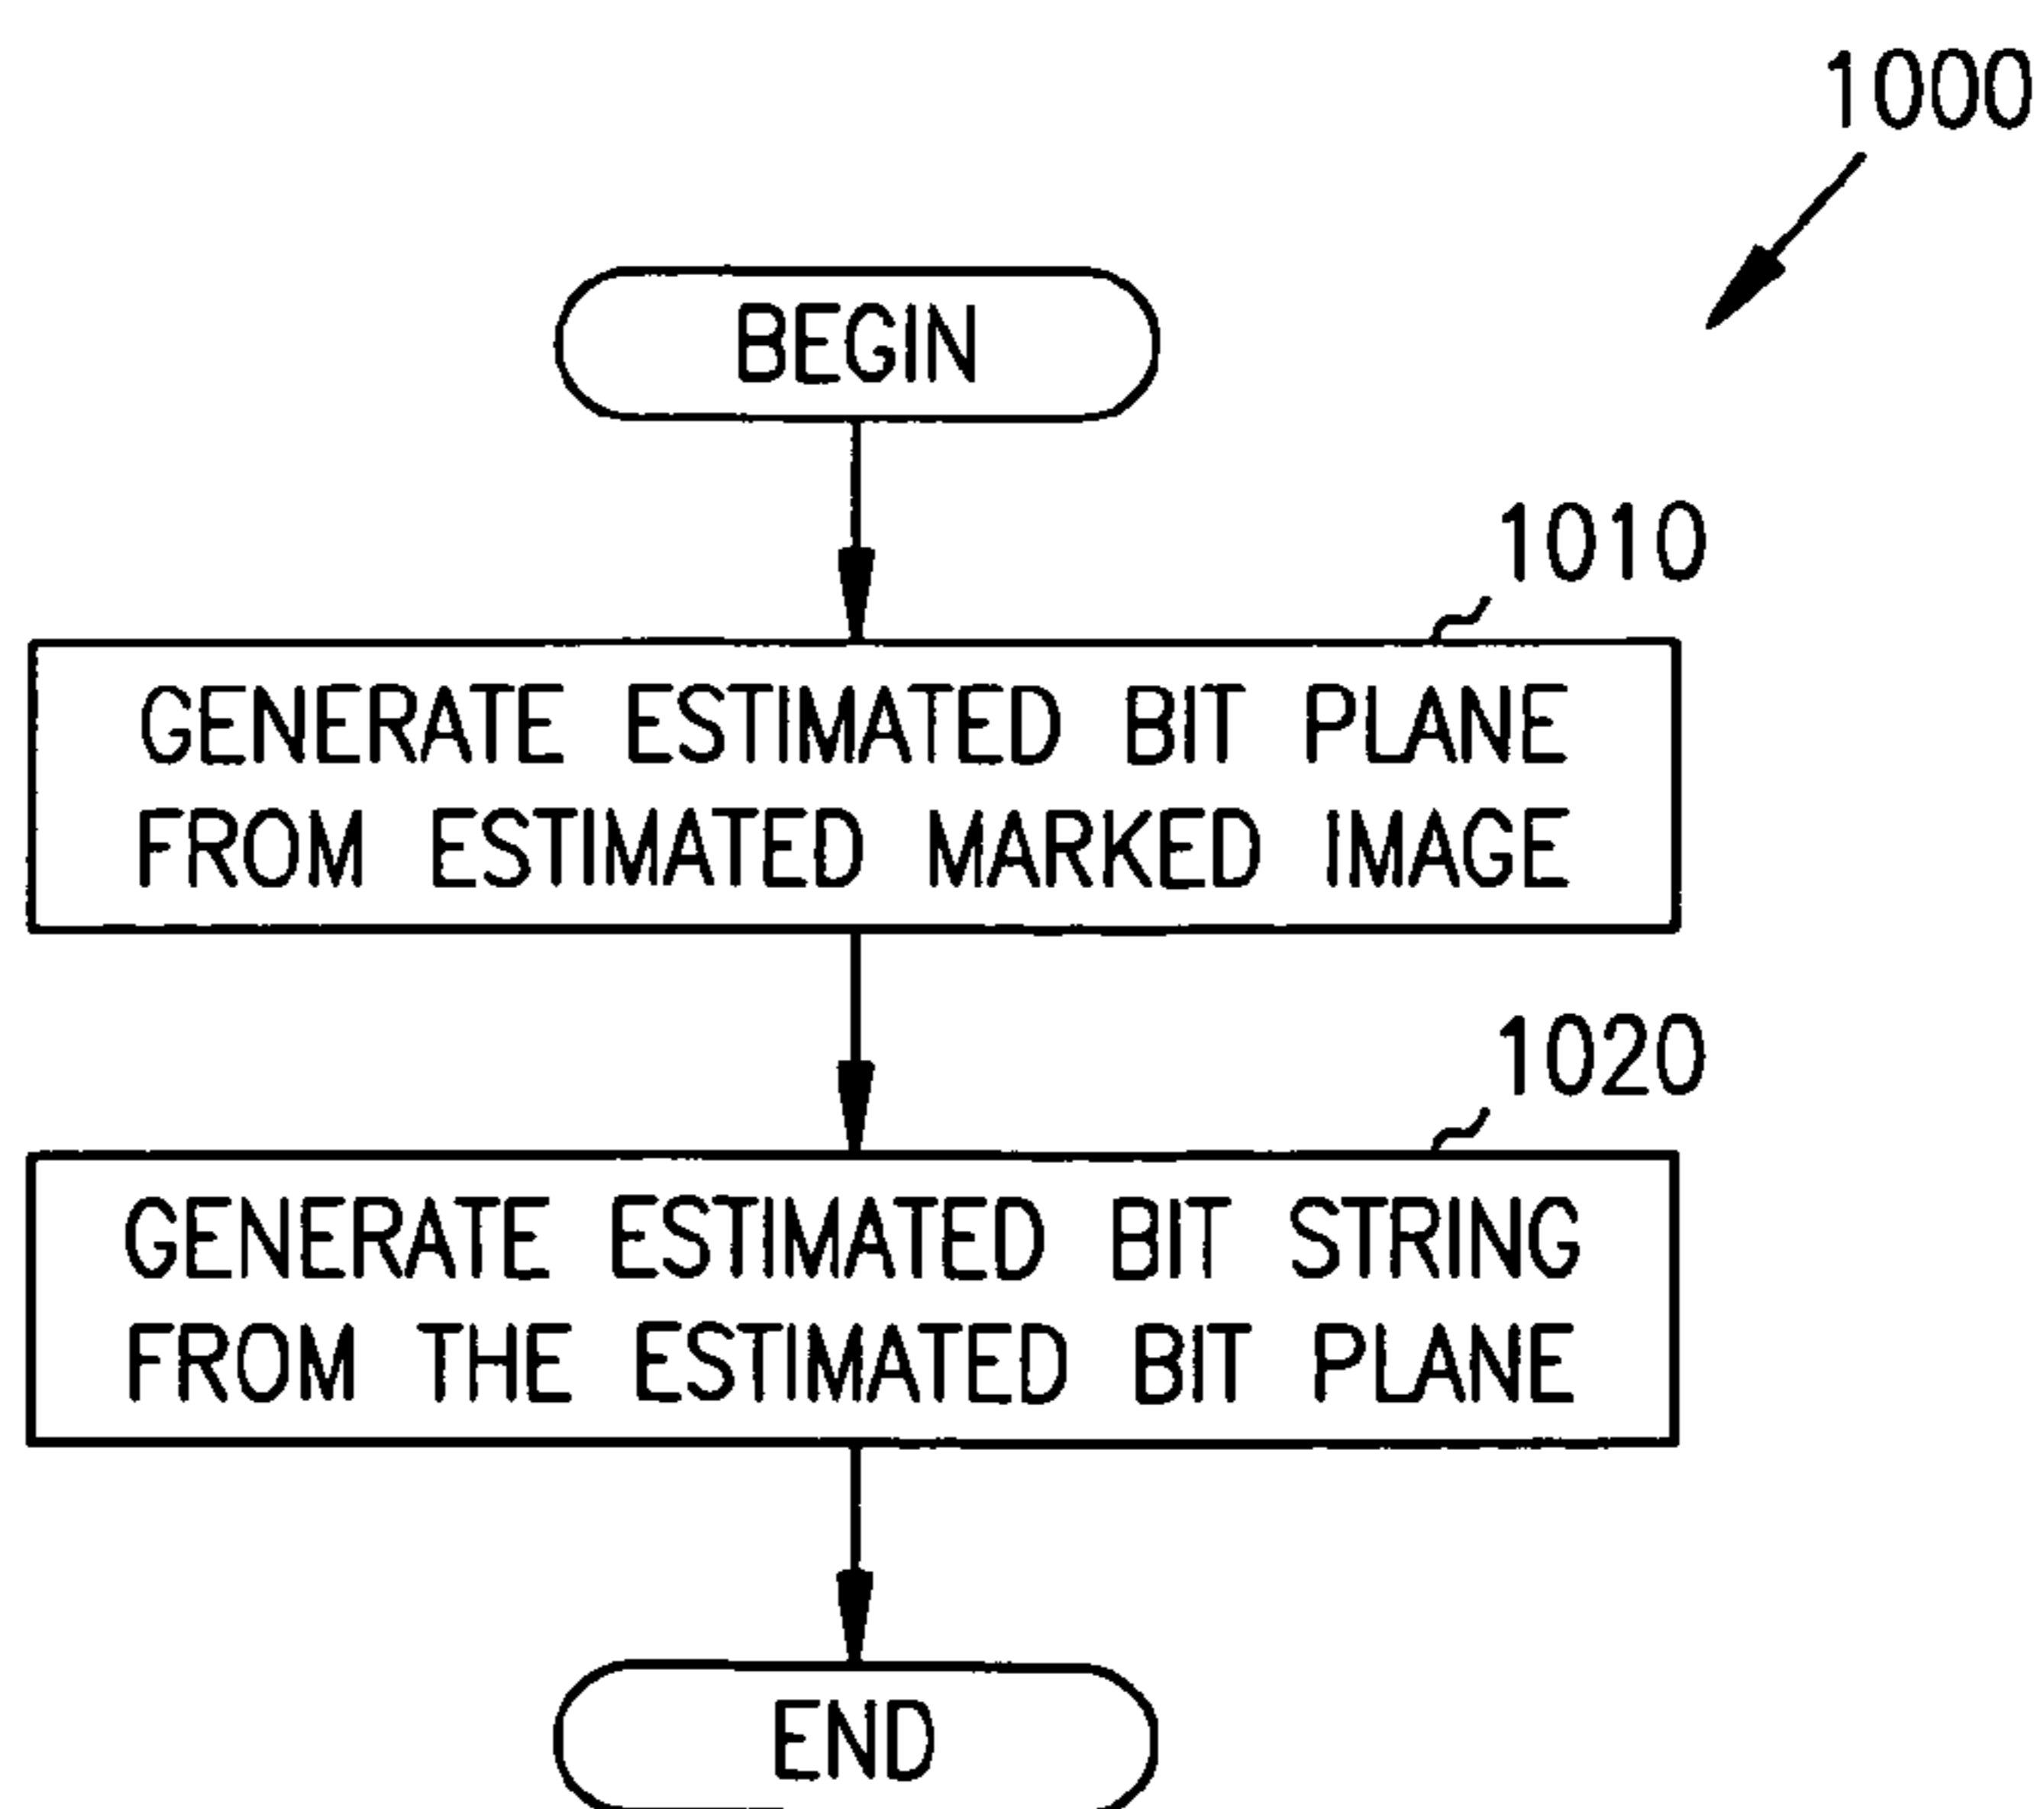 1000
BEGIN
1010
GENERATE ESTIMATED BIT PLANE
FROM ESTIMATED MARKED IMAGE
1020
GENERATE ESTIMATED BIT STRING
FROM THE ESTIMATED BIT PLANE
END